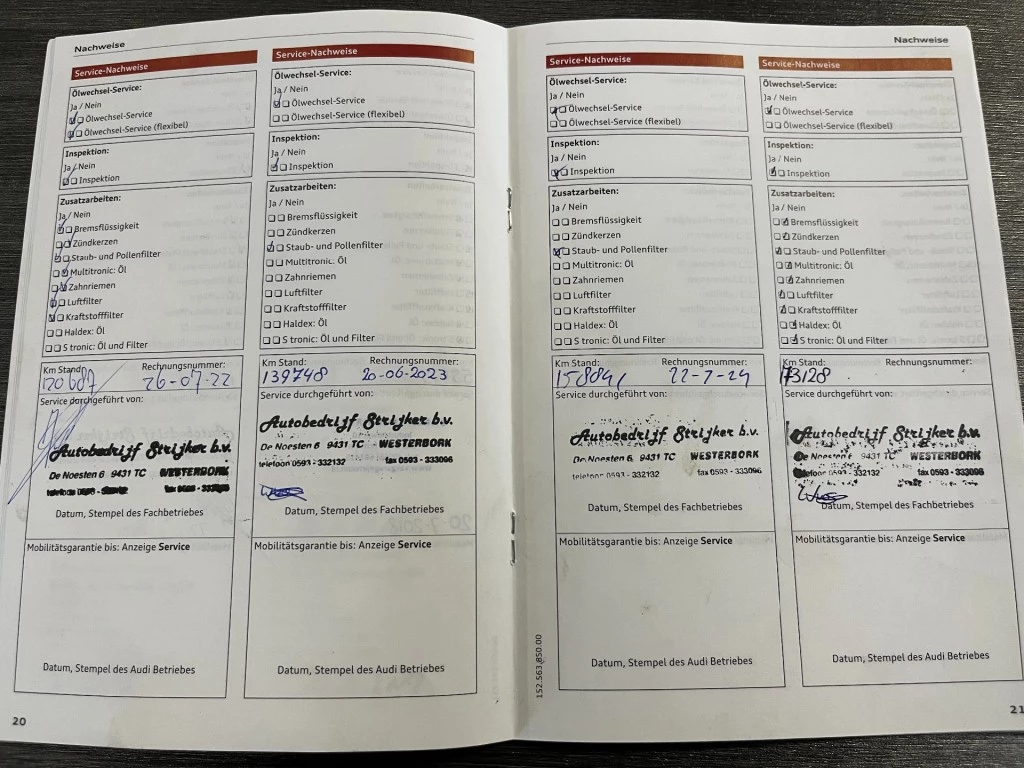 Nachweise
Service-Nachweise
Ölwechsel-Service:
Ja / Nein
Ölwechsel-Service
Ölwechsel-Service (flexibel)
Inspektion:
Ja / Nein
Inspektion
Zusatzarbeiten:
Ja / Nein
Bremsflüssigkeit
Zündkerzen
Staub- und Pollenfilter
Multitronic: Öl
Zahnriemen
Luftfilter
Kraftstofffilter
Haldex: Öl
S tronic: Öl und Filter
Km Stand: Rechnungsnummer:
120607 26-07-22
Service durchgeführt von:
Autobedrijf Strijker b.v.
De Noesten 6 9431 TC WESTERBORK
Datum, Stempel des Fachbetriebes
Mobilitätsgarantie bis: Anzeige Service
Datum, Stempel des Audi Betriebes
20
Service-Nachweise
Ölwechsel-Service:
Ja / Nein
Ölwechsel-Service
Ölwechsel-Service (flexibel)
Inspektion:
Ja / Nein
Inspektion
Zusatzarbeiten:
Ja / Nein
Bremsflüssigkeit
Zündkerzen
Staub- und Pollenfilter
Multitronic: Öl
Zahnriemen
Luftfilter
Kraftstofffilter
Haldex: Öl
S tronic: Öl und Filter
Km Stand: Rechnungsnummer:
139748 20-06-2023
Service durchgeführt von:
Autobedrijf Strijker b.v.
De Noesten 6 9431 TC WESTERBORK
telefoon 0593 - 332132 fax 0593 - 333096
Datum, Stempel des Fachbetriebes
Mobilitätsgarantie bis: Anzeige Service
Datum, Stempel des Audi Betriebes
Nachweise
Service-Nachweise
Ölwechsel-Service:
Ja / Nein
Ölwechsel-Service
Ölwechsel-Service (flexibel)
Inspektion:
Ja / Nein
Inspektion
Zusatzarbeiten:
Ja / Nein
Bremsflüssigkeit
Zündkerzen
Staub- und Pollenfilter
Multitronic: Öl
Zahnriemen
Luftfilter
Kraftstofffilter
Haldex: Öl
S tronic: Öl und Filter
Km Stand: Rechnungsnummer:
22-7-24
Service durchgeführt von:
Autobedrijf Strijker b.v.
De Noesten 6 9431 TC WESTERBORK
telefoon 0593 - 332132 fax 0593 - 333096
Datum, Stempel des Fachbetriebes
Mobilitätsgarantie bis: Anzeige Service
Datum, Stempel des Audi Betriebes
152.563.850.00
Service-Nachweise
Ölwechsel-Service:
Ja / Nein
Ölwechsel-Service
Ölwechsel-Service (flexibel)
Inspektion:
Ja / Nein
Inspektion
Zusatzarbeiten:
Ja / Nein
Bremsflüssigkeit
Zündkerzen
Staub- und Pollenfilter
Multitronic: Öl
Zahnriemen
Luftfilter
Kraftstofffilter
Haldex: Öl
S tronic: Öl und Filter
Km Stand: Rechnungsnummer:
173128
Service durchgeführt von:
Autobedrijf Strijker b.v.
De Noesten 6 9431 TC WESTERBORK
telefoon 0593 - 332132 fax 0593 - 333096
Datum, Stempel des Fachbetriebes
Mobilitätsgarantie bis: Anzeige Service
Datum, Stempel des Audi Betriebes
21